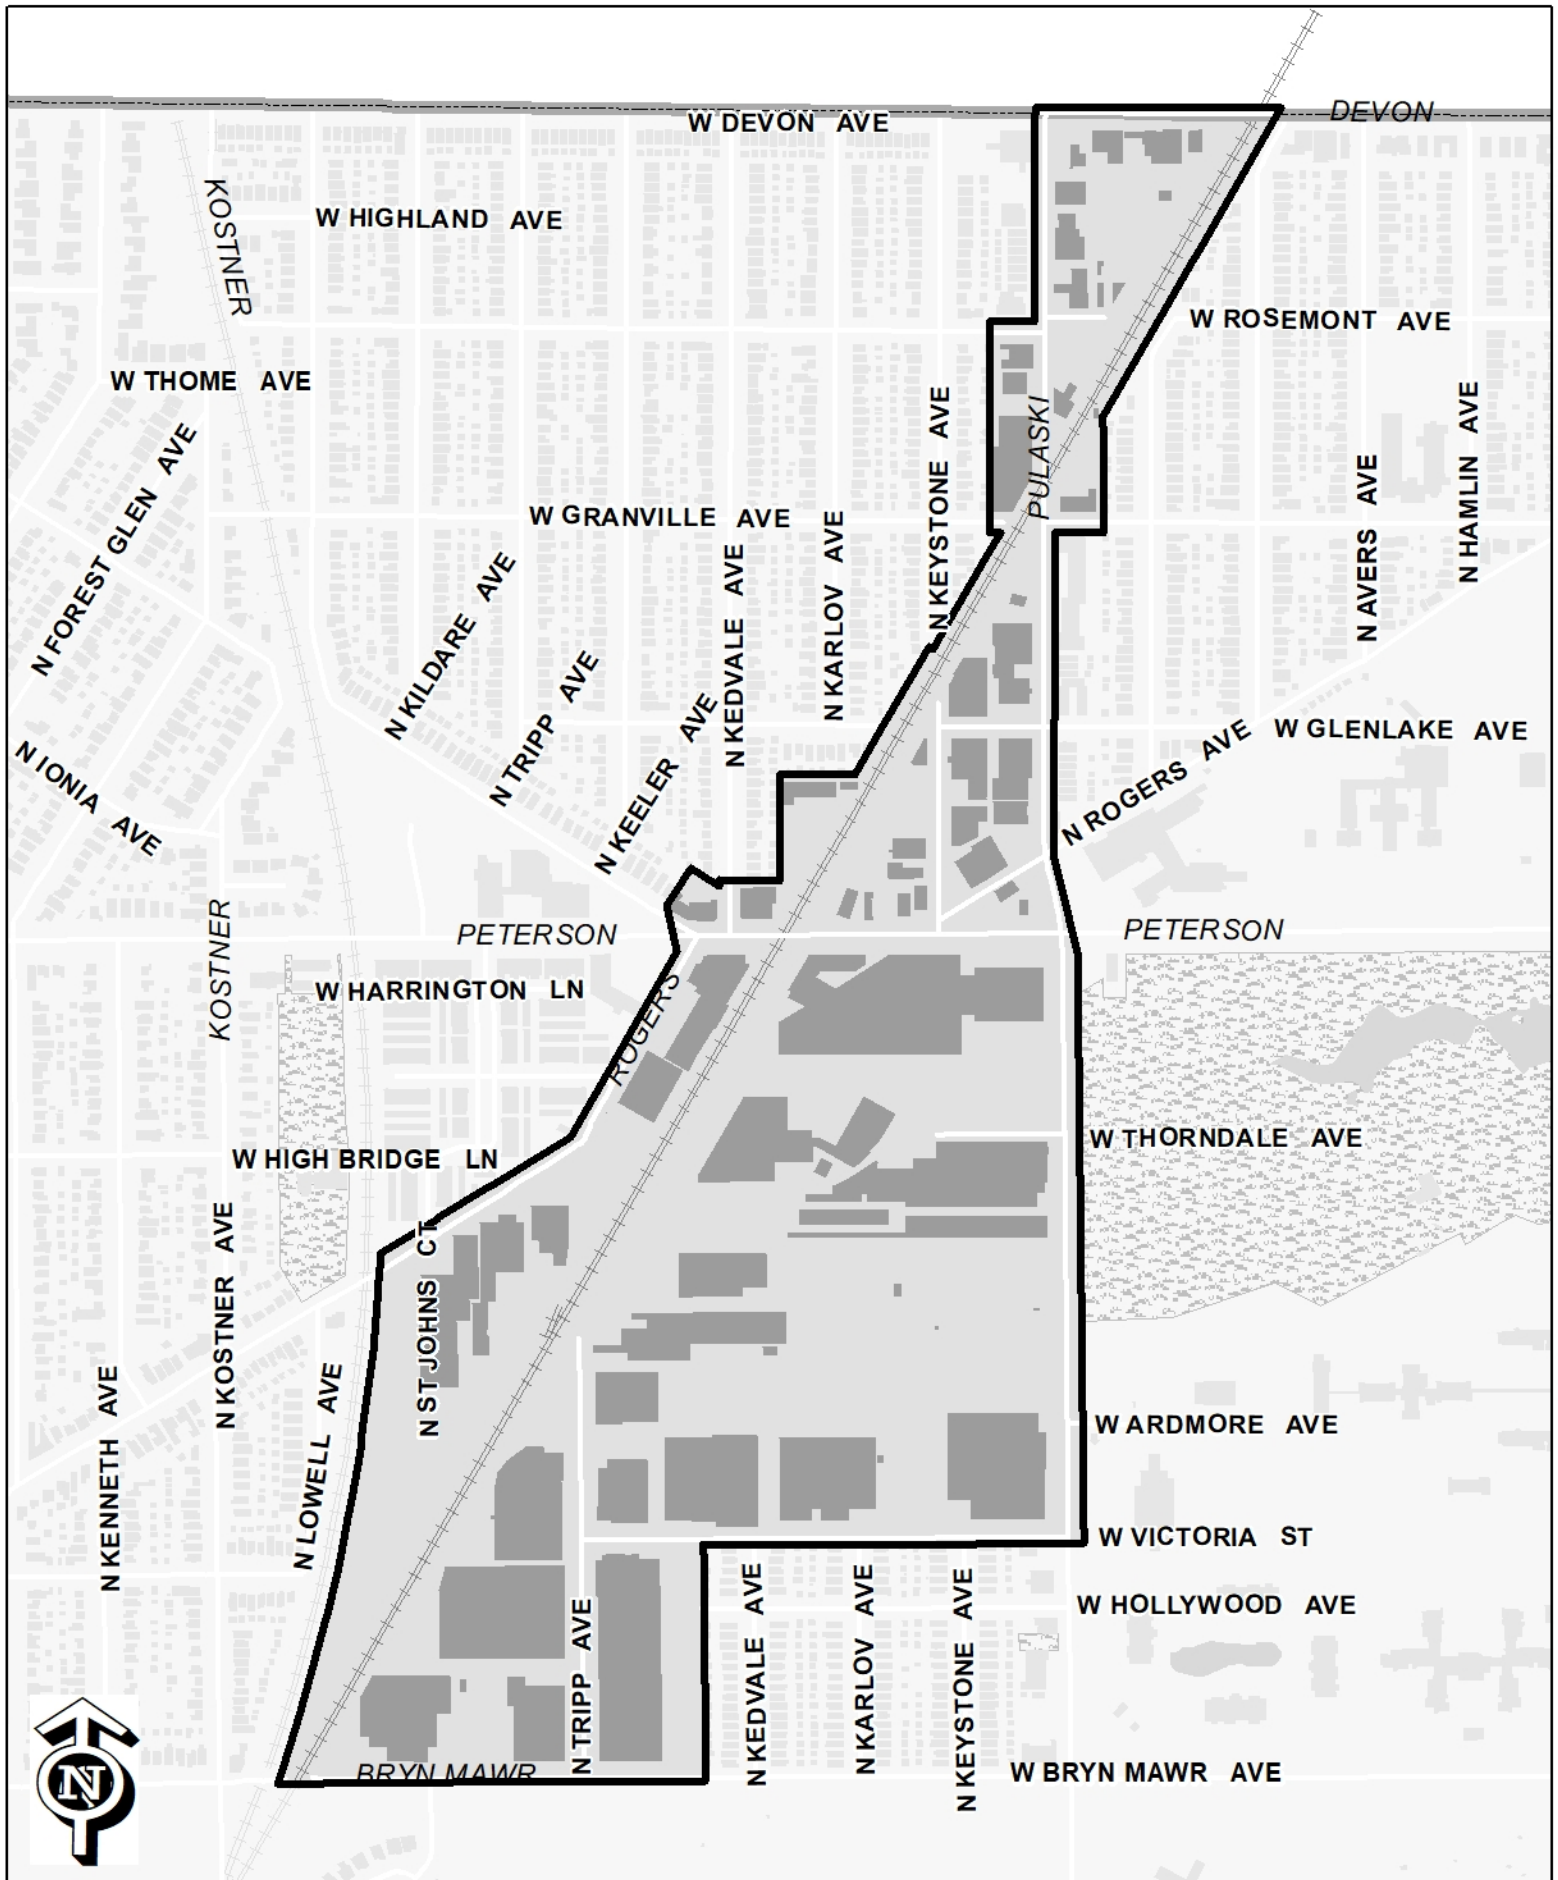 DEVON
W DEVON AVE
KOSTNER
W HIGHLAND AVE
W ROSEMONT AVE
W THOME AVE
N FOREST GLEN AVE
PULASKI
N KEYSTONE AVE
N HAMLIN AVE
N AVERS AVE
W GRANVILLE AVE
N KARLOV AVE
N KEDVALE AVE
N KILDARE AVE
N TRIPP AVE
N KEELER AVE
N IONIA AVE
W GLENLAKE AVE
N ROGERS AVE
KOSTNER
PETERSON
PETERSON
W HARRINGTON LN
ROGERS
W THORNDALE AVE
W HIGH BRIDGE LN
N KOSTNER AVE
N ST JOHNS CT
N KENNETH AVE
N LOWELL AVE
W ARDMORE AVE
W VICTORIA ST
W HOLLYWOOD AVE
N TRIPP AVE
N KEDVALE AVE
N KARLOV AVE
N KEYSTONE AVE
BRYN MAWR
W BRYN MAWR AVE
N